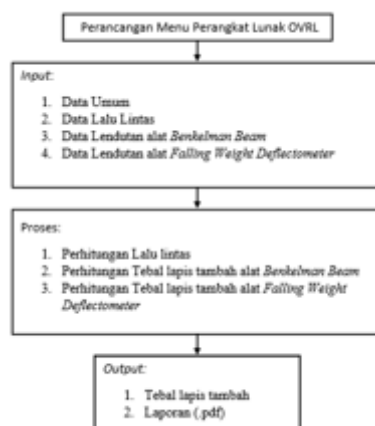 Perancangan Menu Perangkat Lunak OVRL
Input:
1. Data Umum
2. Data Lalu Lintas
3. Data Lendutan alat Benkelman Beam
4. Data Lendutan alat Falling Weight Deflectometer
Proses:
1. Perhitungan Lalu lintas
2. Perhitungan Tebal lapis tambah alat Benkelman Beam
3. Perhitungan Tebal lapis tambah alat Falling Weight
Deflectometer
Output:
1. Tebal lapis tambah
2. Laporan (.pdf)